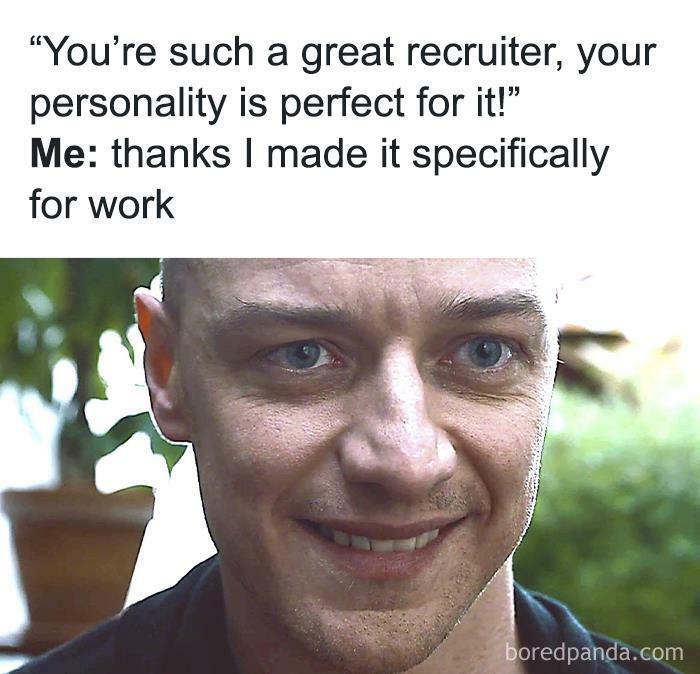 “You’re such a great recruiter, your
personality is perfect for it!”
Me: thanks I made it specifically
for work
boredpanda.com